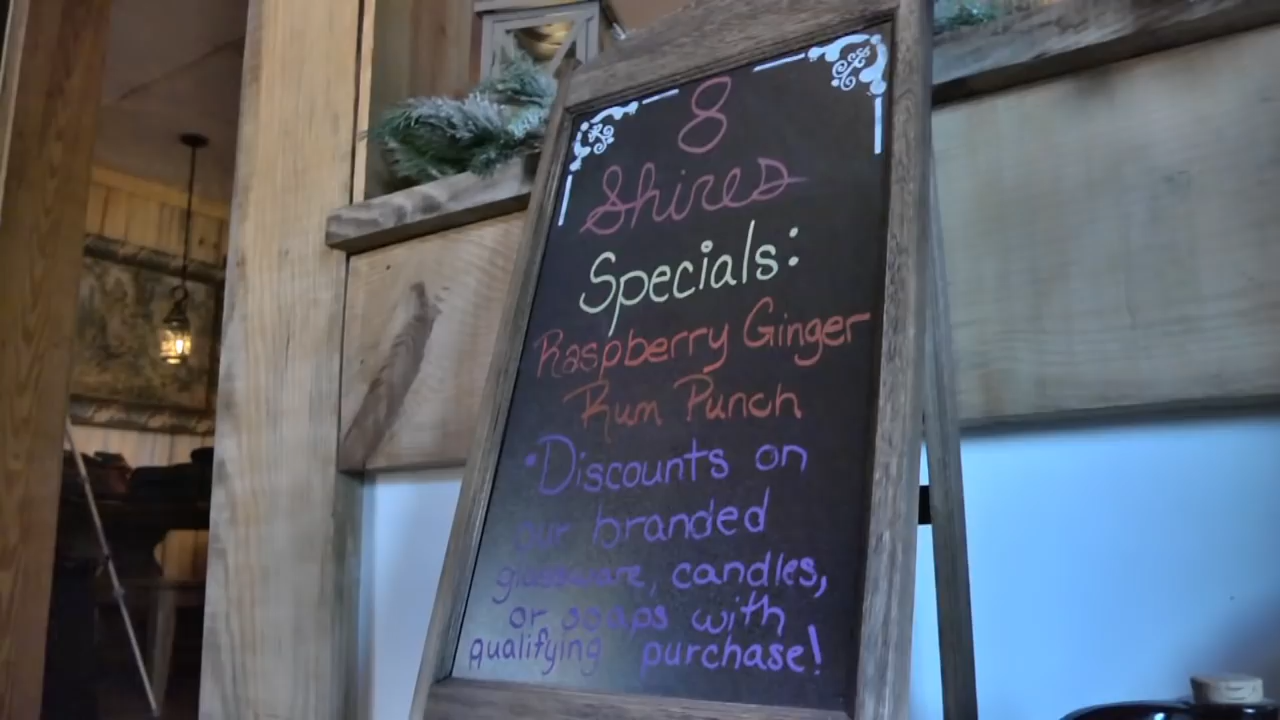 8
Shires
Specials:
Raspberry Ginger
Rum Punch
•Discounts on
our branded
glassware, candles,
or soaps with
qualifying purchase!